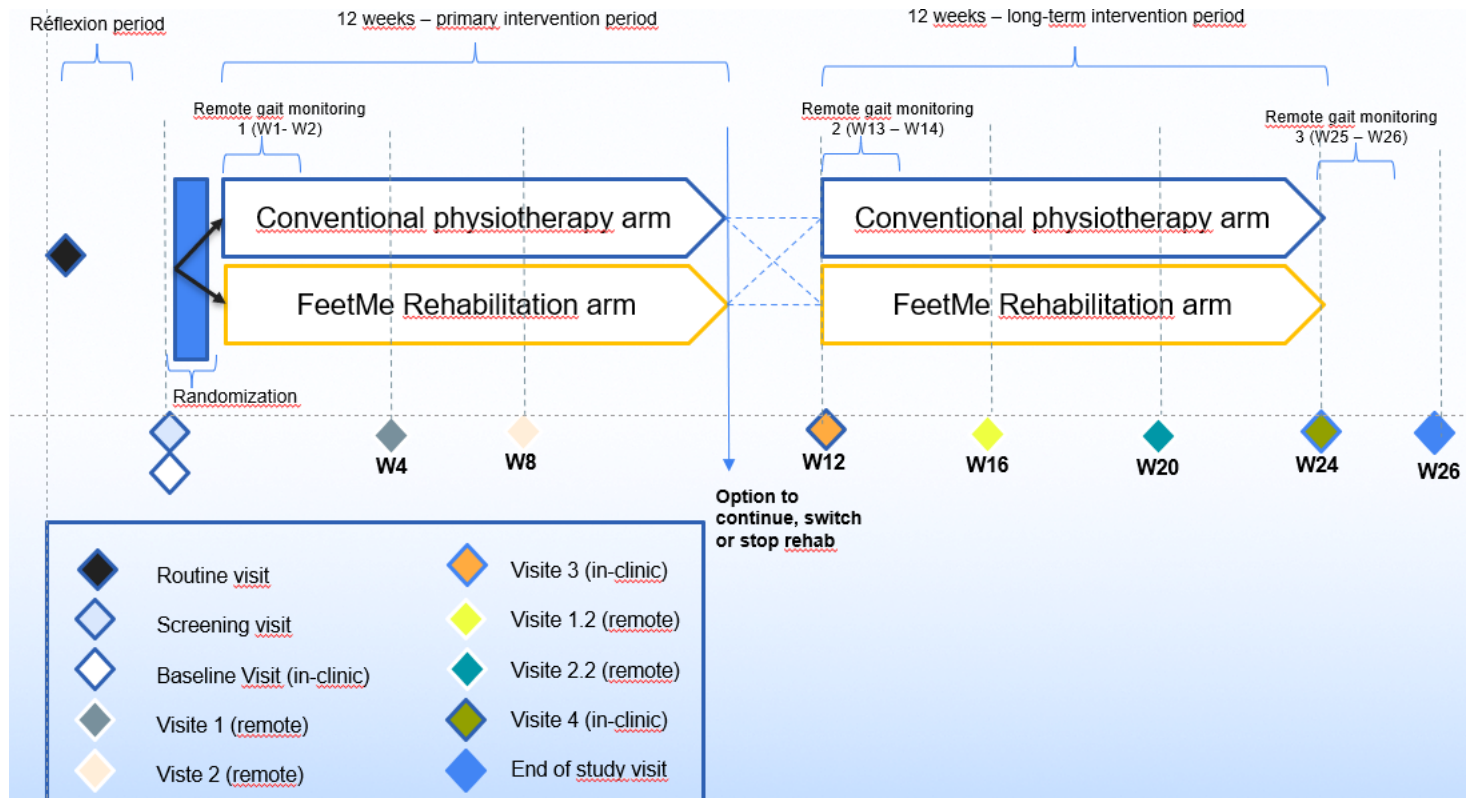 Réflexion period
12 weeks – primary intervention period
12 weeks – long-term intervention period
Remote gait monitoring
1 (W1- W2)
Remote gait monitoring
2 (W13 – W14)
Remote gait monitoring
3 (W25 – W26)
Conventional physiotherapy arm
Conventional physiotherapy arm
FeetMe Rehabilitation arm
FeetMe Rehabilitation arm
Randomization
W4
W8
W12
W16
W20
W24
W26
Option to
continue, switch
or stop rehab
Routine visit
Screening visit
Baseline Visit (in-clinic)
Visite 1 (remote)
Viste 2 (remote)
Visite 3 (in-clinic)
Visite 1.2 (remote)
Visite 2.2 (remote)
Visite 4 (in-clinic)
End of study visit